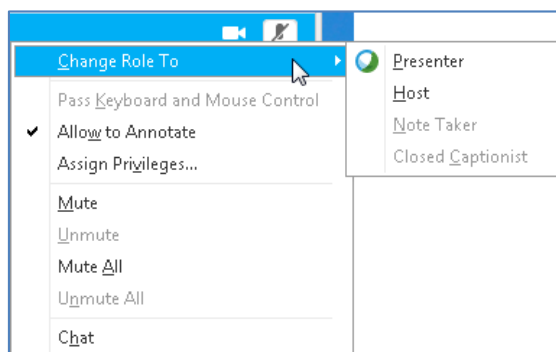 Change Role To
Pass Keyboard and Mouse Control
Allow to Annotate
Assign Privileges...
Mute
Unmute
Mute All
Unmute All
Chat
Presenter
Host
Note Taker
Closed Captionist